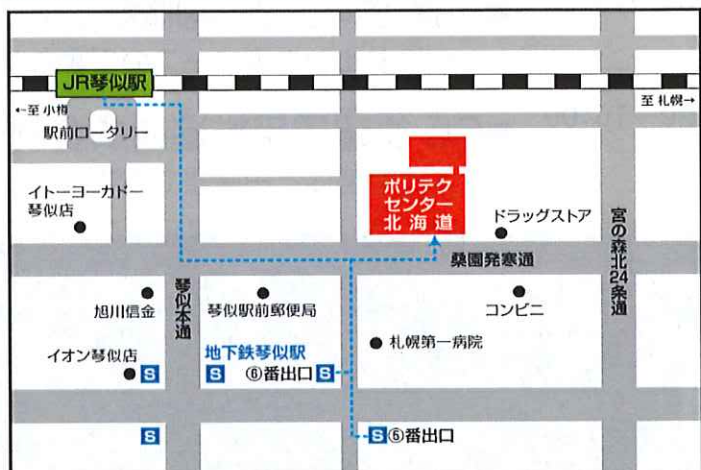 JR琴似駅
←至 小樽
至 札幌→
駅前ロータリー
イトーヨーカドー
琴似店
ポリテク
センター
北海道
ドラッグストア
桑園発寒通
宮の森北24条通
琴似本通
旭川信金
琴似駅前郵便局
コンビニ
地下鉄琴似駅
札幌第一病院
イオン琴似店
S
S
⑥番出口
S
S
S
⑤番出口